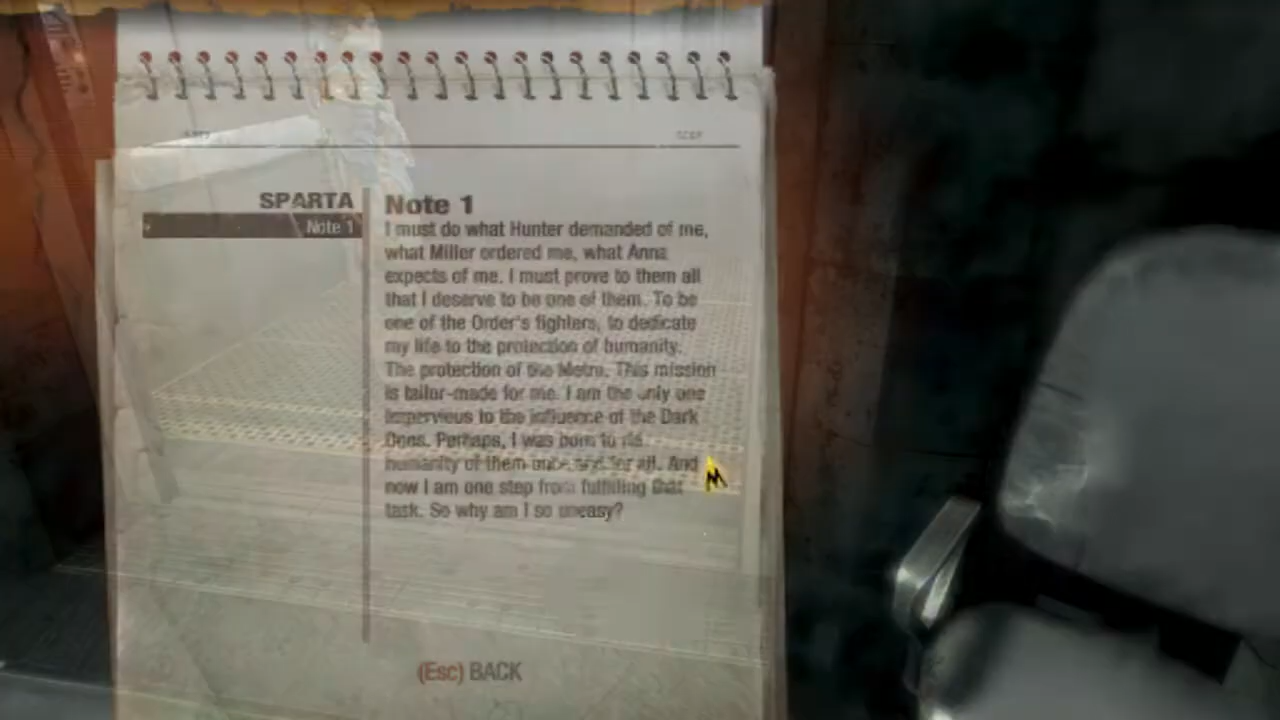 SPARTA
Note 1
Note 1
I must do what Hunter demanded of me,
what Miller ordered me, what Anna
expects of me. I must prove to them all
that I deserve to be one of them. To be
one of the Order's fighters, to dedicate
my life to the protection of humanity.
The protection of the Metro. This mission
is tailor-made for me. I am the only one
impervious to the influence of the Dark
Ones. Perhaps, I was born to rid
humanity of them once and for all. And
now I am one step from fulfilling that
task. So why am I so uneasy?
(Esc) BACK